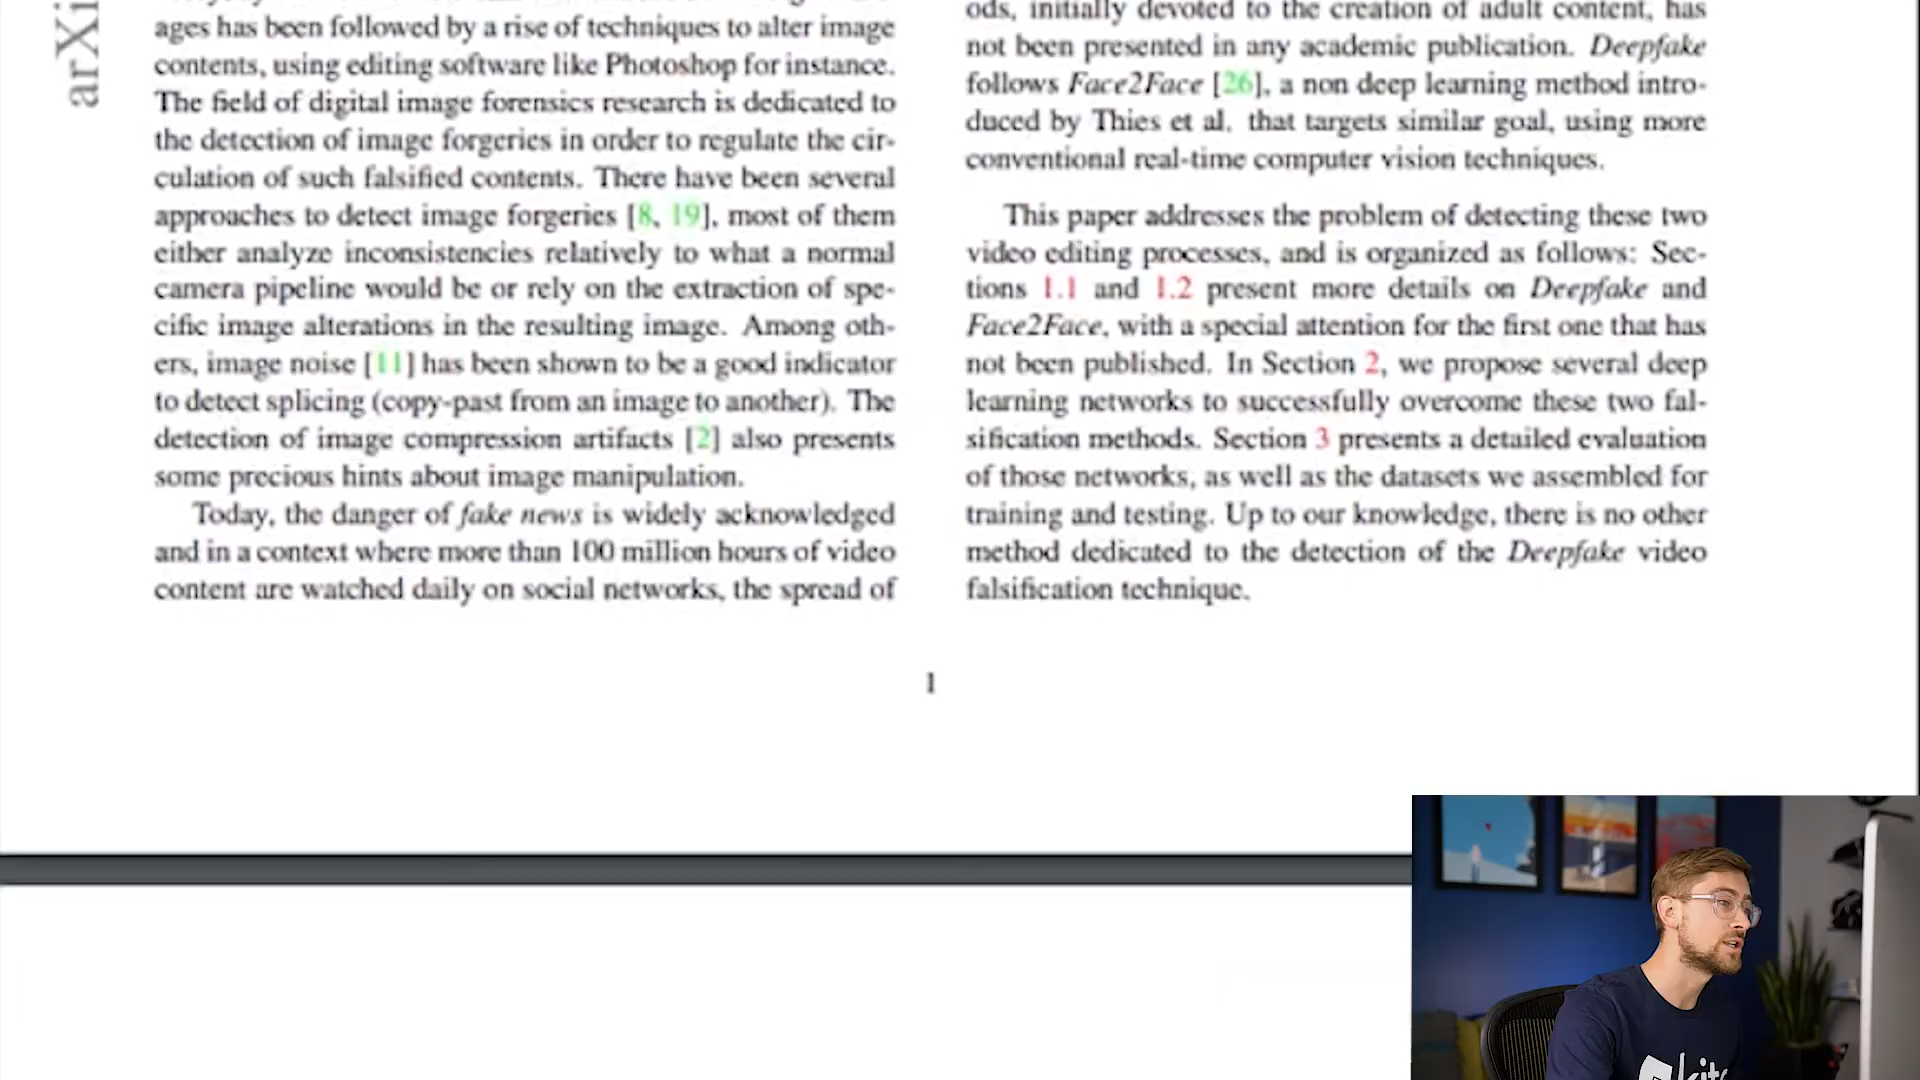 arXi
ages has been followed by a rise of techniques to alter image
contents, using editing software like Photoshop for instance.
The field of digital image forensics research is dedicated to
the detection of image forgeries in order to regulate the cir-
culation of such falsified contents. There have been several
approaches to detect image forgeries [8, 19], most of them
either analyze inconsistencies relatively to what a normal
camera pipeline would be or rely on the extraction of spe-
cific image alterations in the resulting image. Among oth-
ers, image noise [11] has been shown to be a good indicator
to detect splicing (copy-past from an image to another). The
detection of image compression artifacts [2] also presents
some precious hints about image manipulation.
Today, the danger of fake news is widely acknowledged
and in a context where more than 100 million hours of video
content are watched daily on social networks, the spread of
ods, initially devoted to the creation of adult content, has
not been presented in any academic publication. Deepfake
follows Face2Face [26], a non deep learning method intro-
duced by Thies et al. that targets similar goal, using more
conventional real-time computer vision techniques.
This paper addresses the problem of detecting these two
video editing processes, and is organized as follows: Sec-
tions 1.1 and 1.2 present more details on Deepfake and
Face2Face, with a special attention for the first one that has
not been published. In Section 2, we propose several deep
learning networks to successfully overcome these two fal-
sification methods. Section 3 presents a detailed evaluation
of those networks, as well as the datasets we assembled for
training and testing. Up to our knowledge, there is no other
method dedicated to the detection of the Deepfake video
falsification technique.
1